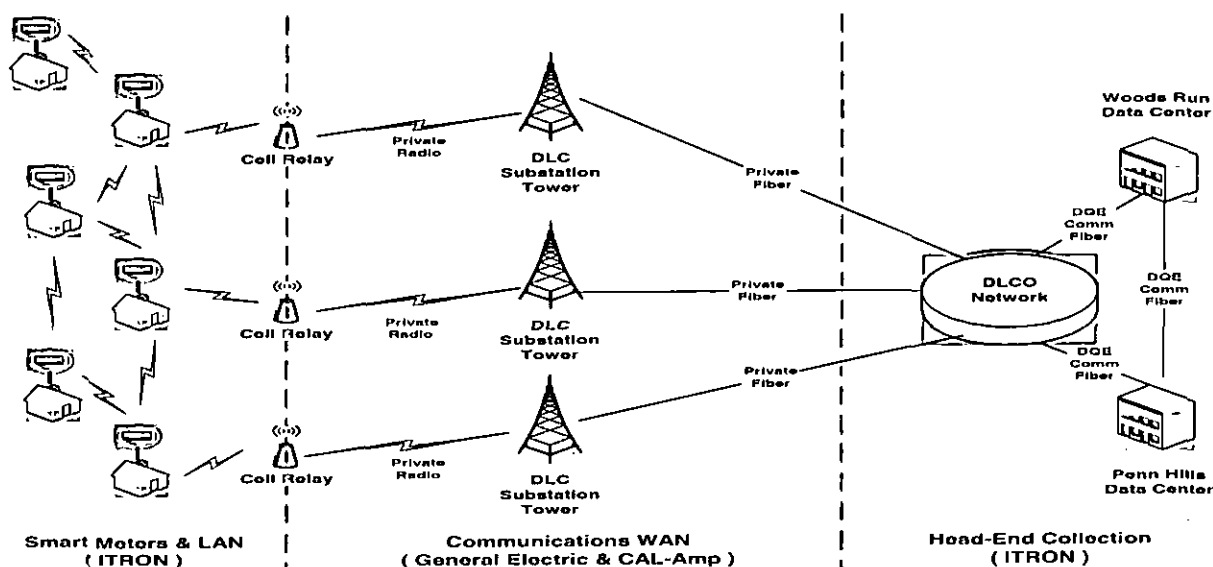 Woods Run
Data Center
Cell Relay
Private
Radio
DLC
Substation
Tower
Private
Fiber
DQE
Comm
Fiber
DLCO
Network
DQE
Comm
Fiber
Cell Relay
Private
Radio
DLC
Substation
Tower
Private
Fiber
DQE
Comm
Fiber
Private
Fiber
Cell Relay
Private
Radio
DLC
Substation
Tower
Penn Hills
Data Center
Smart Meters & LAN
( ITRON )
Communications WAN
( General Electric & CAL-Amp )
Head-End Collection
( ITRON )